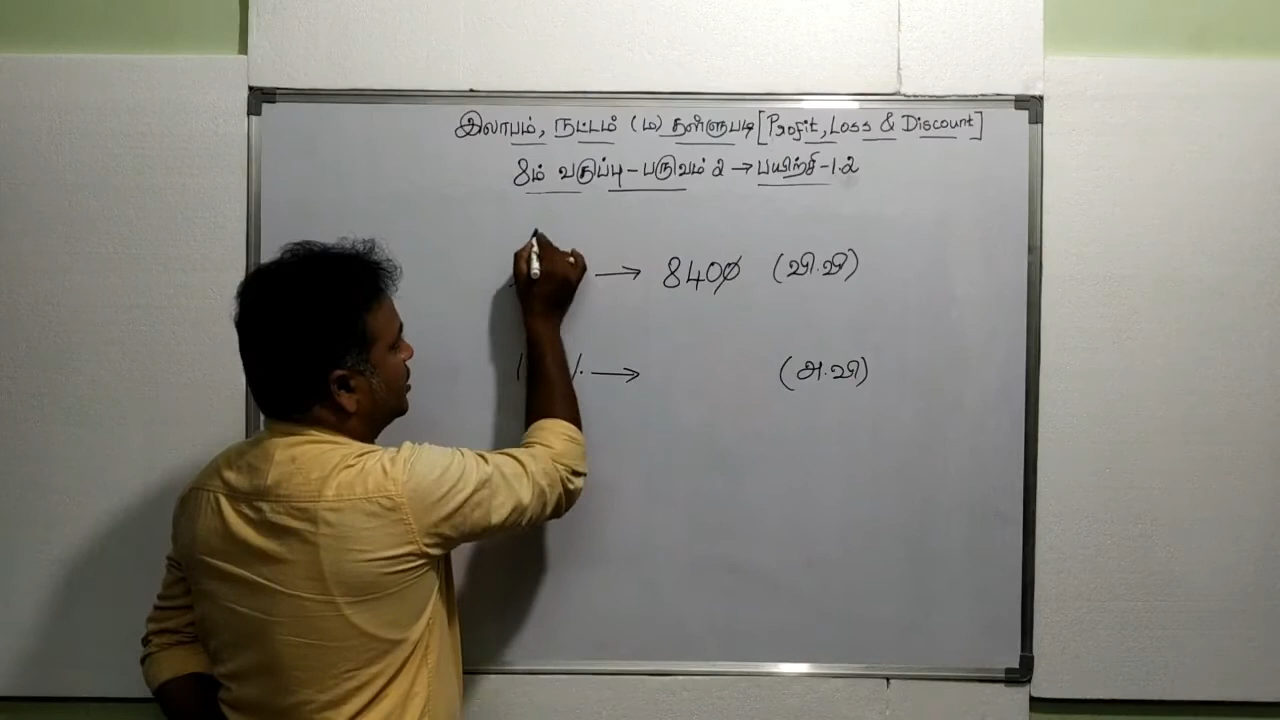 இலாபம், நட்டம் (ம) தள்ளுபடி [Profit, Loss & Discount]
8ம் வகுப்பு - பருவம் 2 → பயிற்சி - 1.2
→ 8400 (வி.வி)
→ (அ.வி)